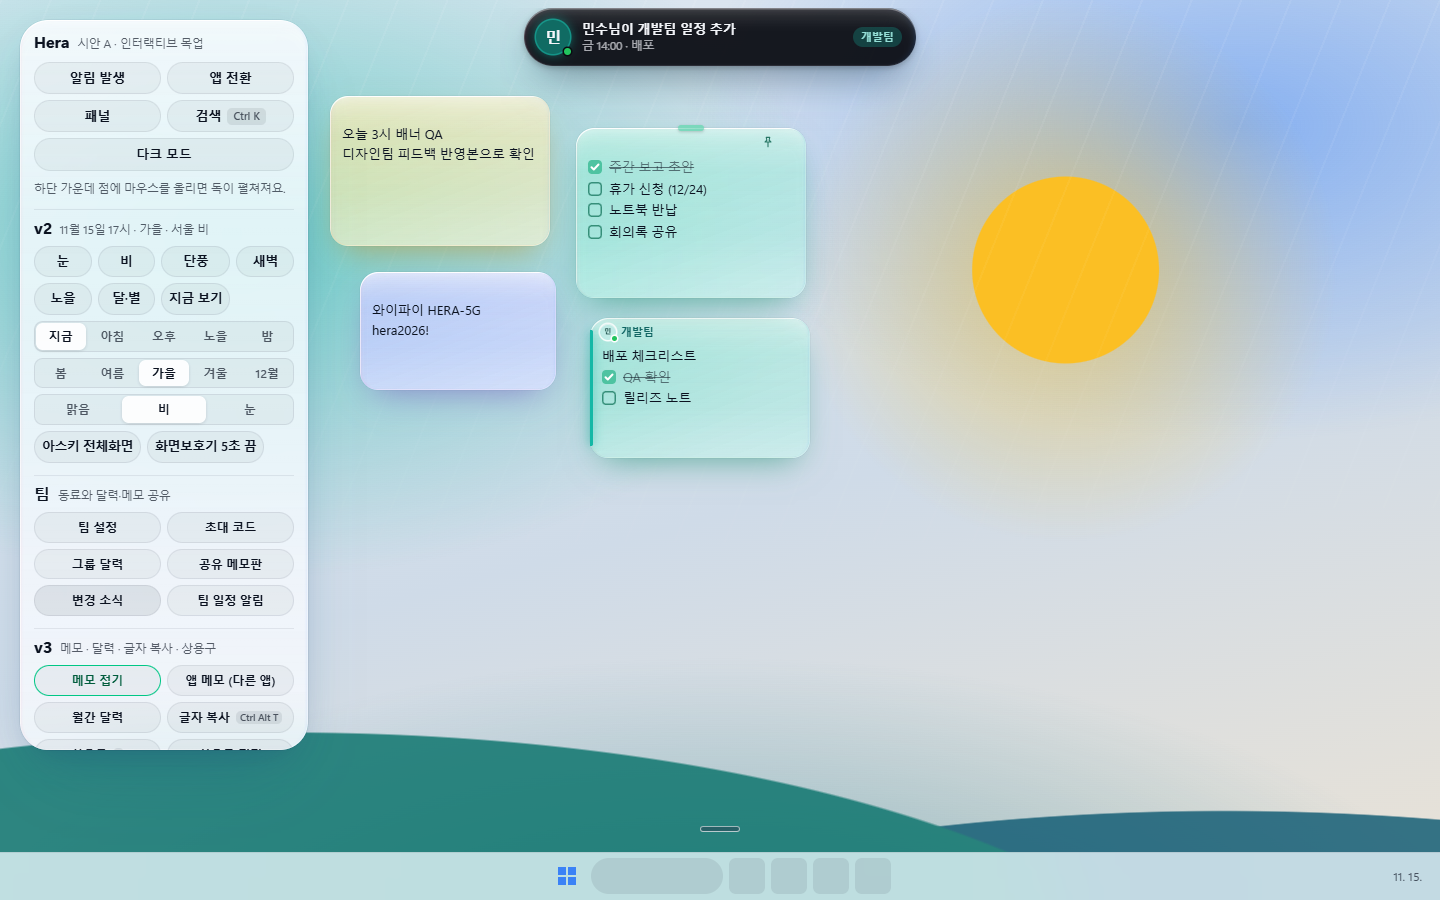 Hera 시안 A · 인터랙티브 목업
알림 발생
앱 전환
패널
검색 Ctrl K
다크 모드
하단 가운데 점에 마우스를 올리면 독이 펼쳐져요.
v2 11월 15일 17시 · 가을 · 서울 비
눈
비
단풍
새벽
노을
달·별
지금 보기
지금
아침
오후
노을
밤
봄
여름
가을
겨울
12월
맑음
비
눈
아스키 전체화면
화면보호기 5초 끔
팀 동료와 달력·메모 공유
팀 설정
초대 코드
그룹 달력
공유 메모판
변경 소식
팀 일정 알림
v3 메모 · 달력 · 글자 복사 · 상용구
메모 접기
앱 메모 (다른 앱)
월간 달력
글자 복사 Ctrl Alt T
민
민수님이 개발팀 일정 추가
금 14:00 · 배포
개발팀
오늘 3시 배너 QA
디자인팀 피드백 반영본으로 확인
주간 보고 초안
휴가 신청 (12/24)
노트북 반납
회의록 공유
와이파이 HERA-5G
hera2026!
민 개발팀
배포 체크리스트
QA 확인
릴리즈 노트
11. 15.